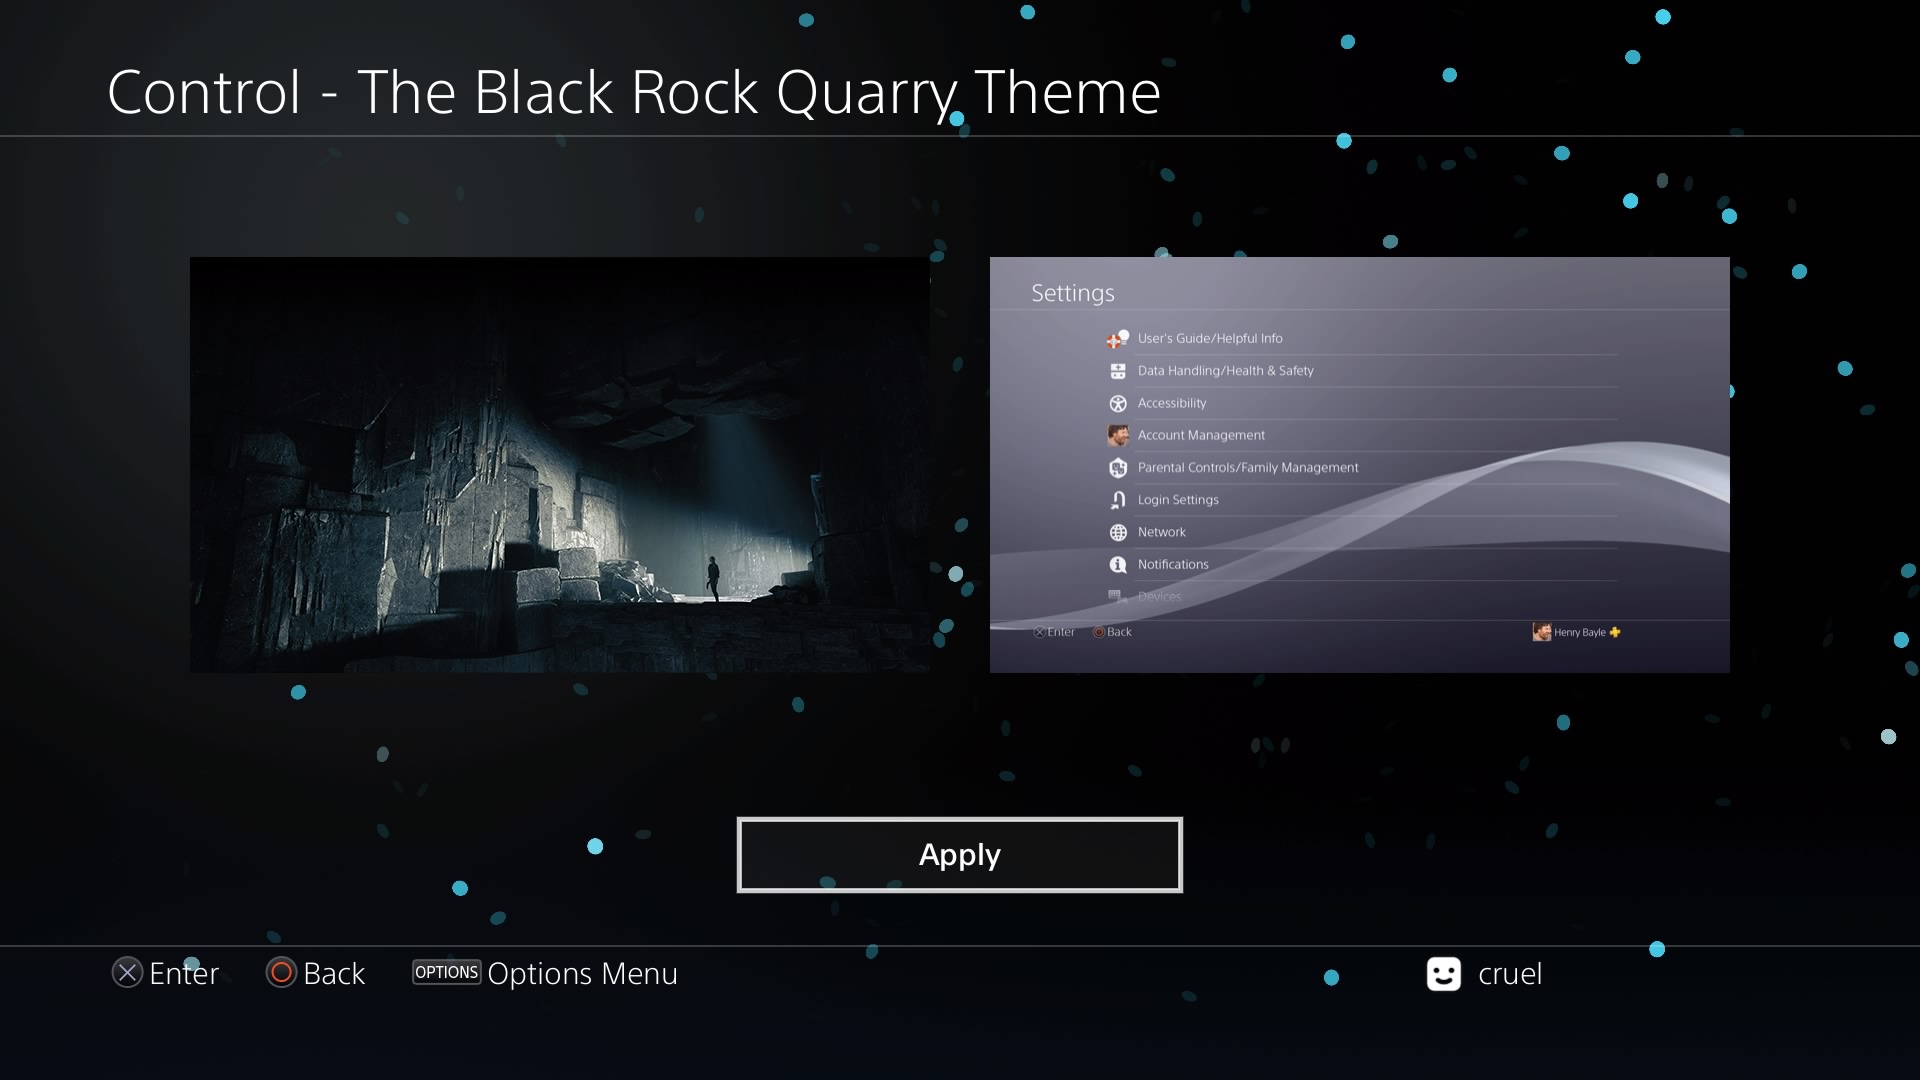 Control - The Black Rock Quarry Theme
Settings
User's Guide/Helpful Info
Data Handling/Health & Safety
Accessibility
Account Management
Parental Controls/Family Management
Login Settings
Network
Notifications
Devices
Enter Back Henry Bayle
Apply
Enter Back OPTIONS Options Menu cruel